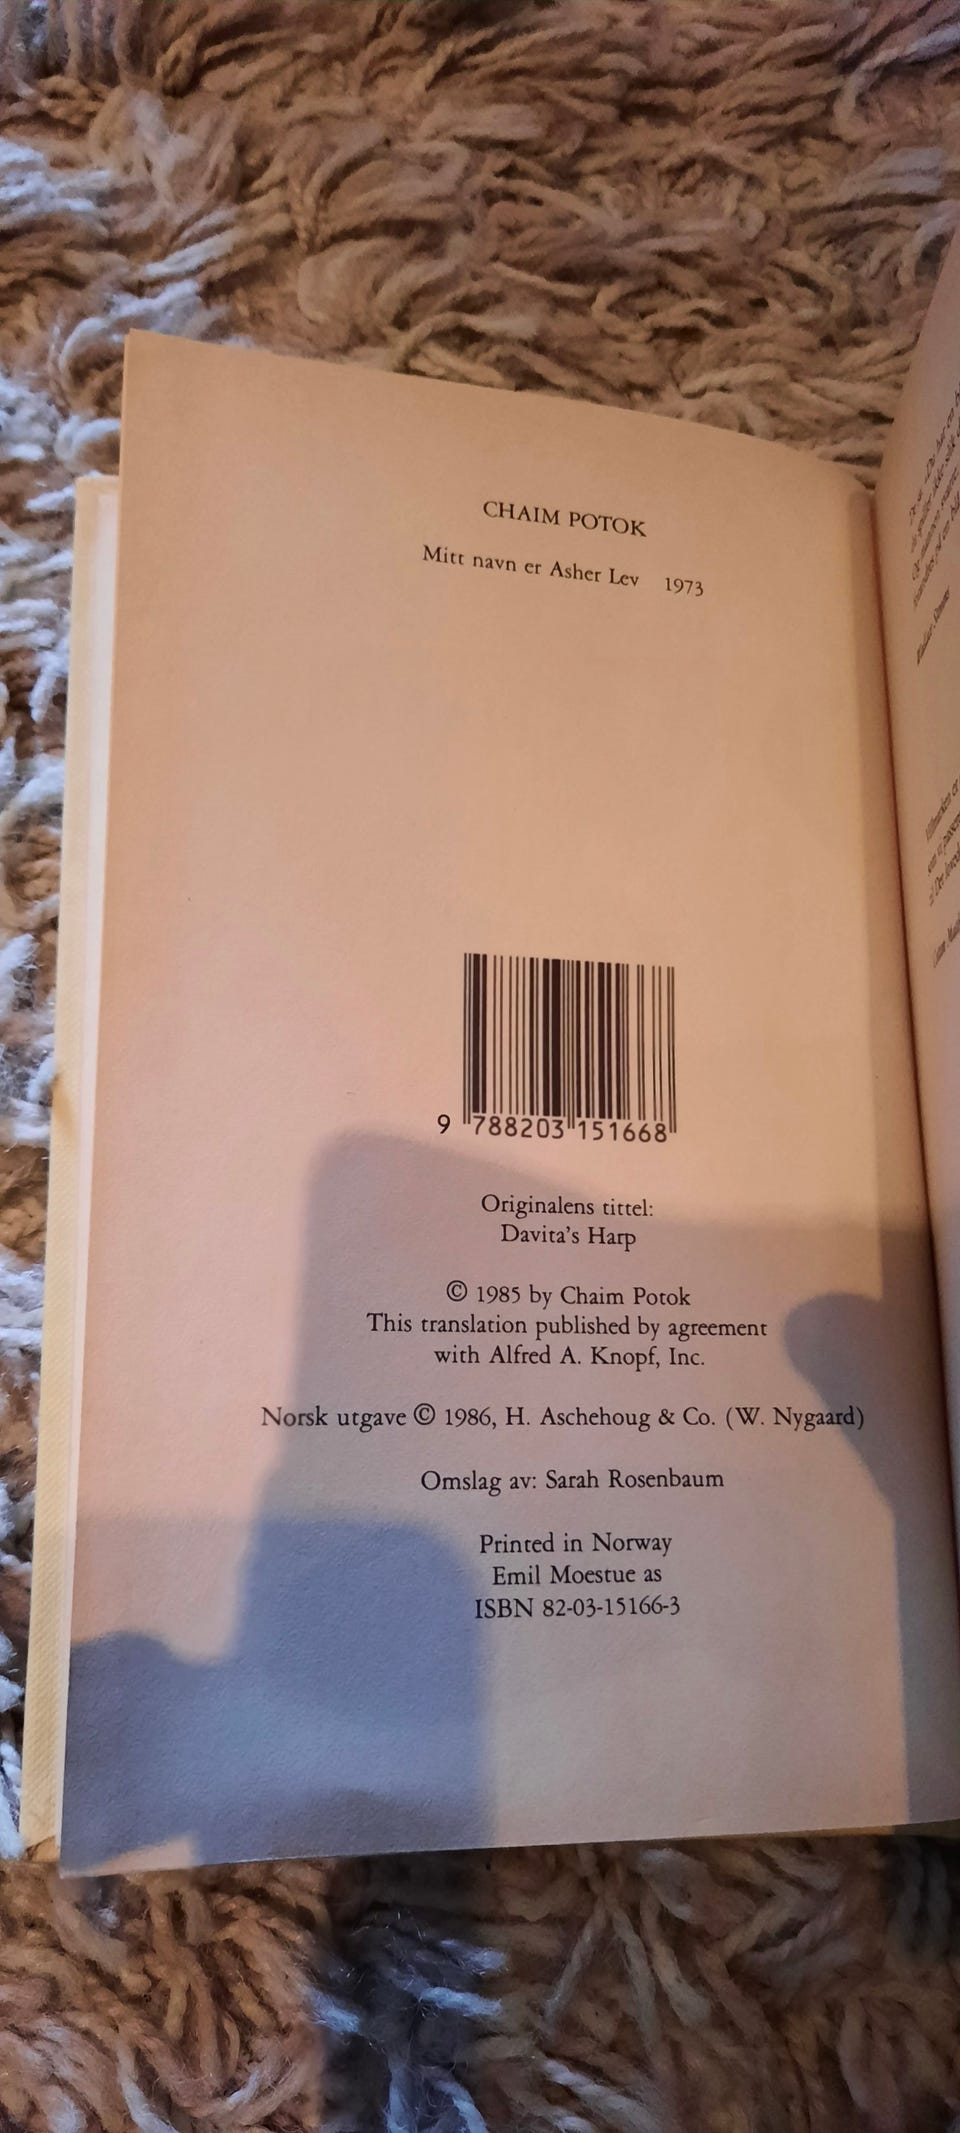 CHAIM POTOK
Mitt navn er Asher Lev 1973
9 788203 151668
Originalens tittel:
Davita's Harp
© 1985 by Chaim Potok
This translation published by agreement
with Alfred A. Knopf, Inc.
Norsk utgave © 1986, H. Aschehoug & Co. (W. Nygaard)
Omslag av: Sarah Rosenbaum
Printed in Norway
Emil Moestue as
ISBN 82-03-15166-3